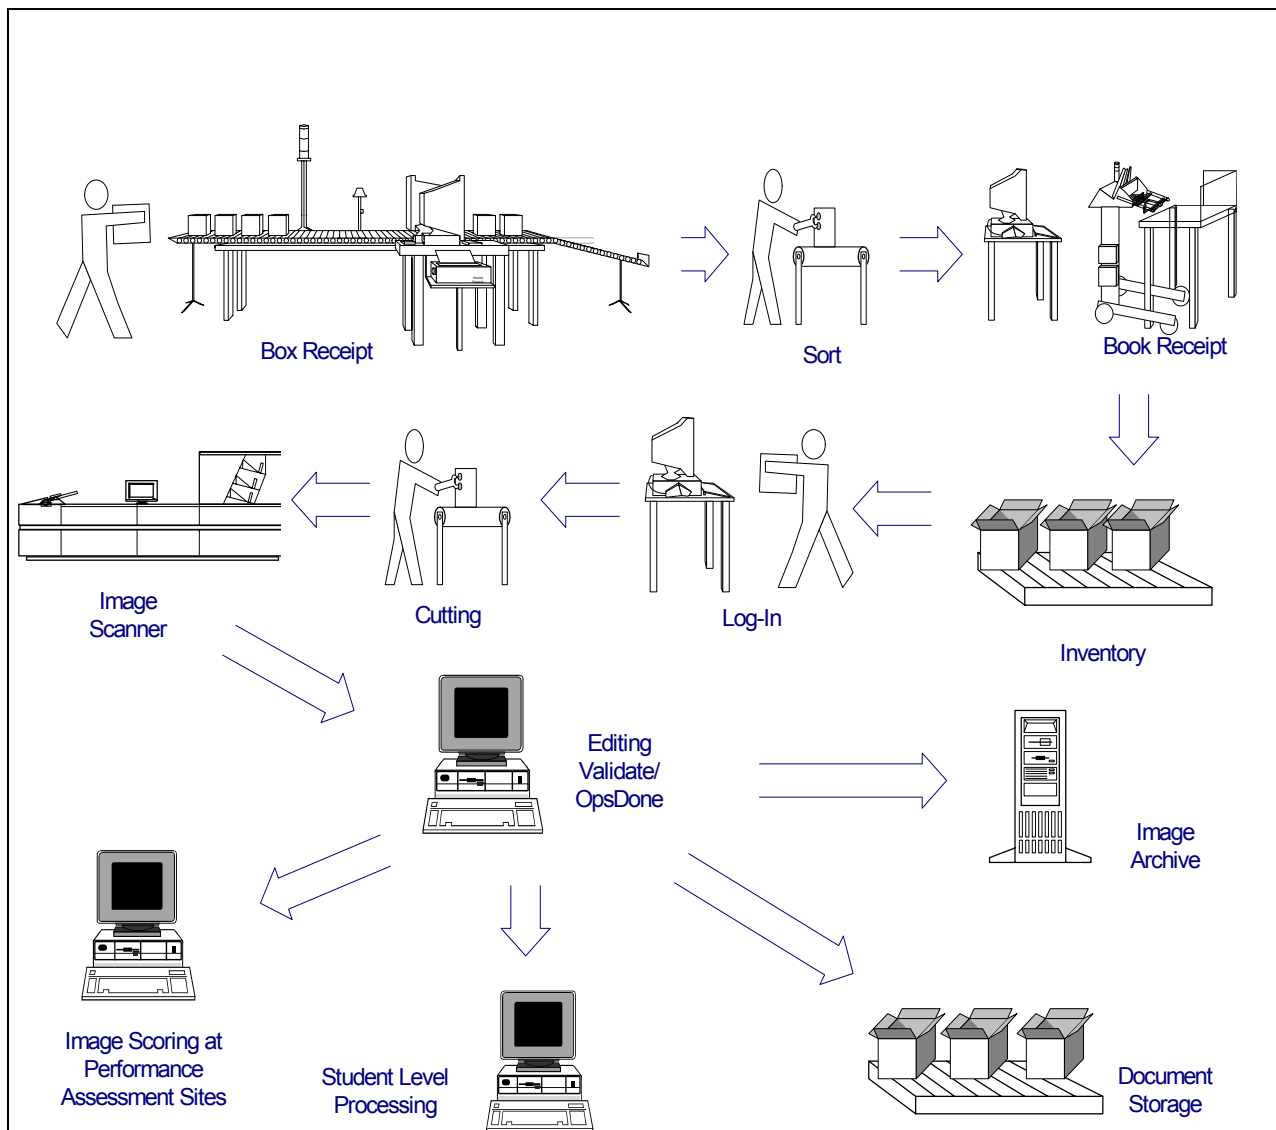 Box Receipt
Sort
Book Receipt
Image
Scanner
Cutting
Log-In
Inventory
Editing
Validate/
OpsDone
Image
Archive
Image Scoring at
Performance
Assessment Sites
Student Level
Processing
Document
Storage